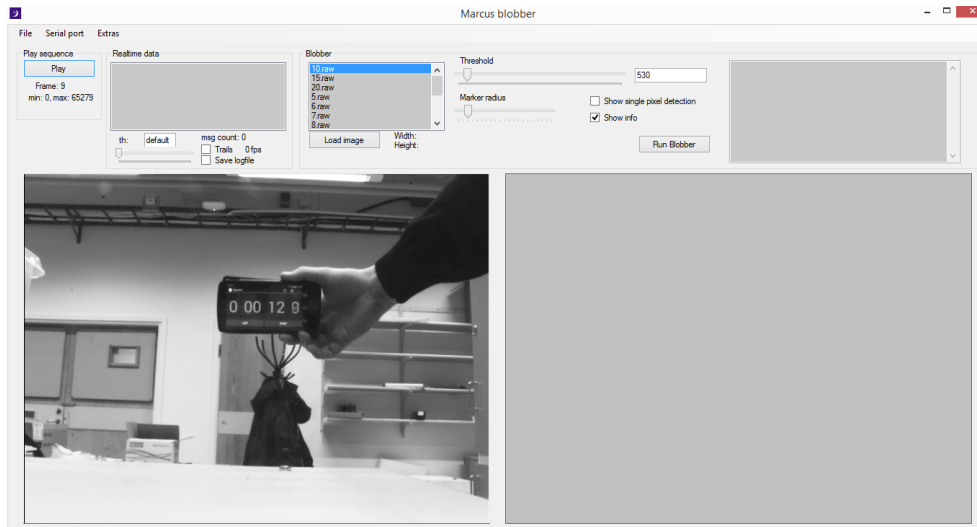 Marcus blobber
File Serial port Extras
Play sequence
Play
Frame: 9
min: 0, max: 65279
Realtime data
th: default
msg count: 0
Trails 0 fps
Save logfile
Blobber
10.raw
15.raw
20.raw
5.raw
6.raw
7.raw
8.raw
Load image
Width:
Height:
Threshold
530
Marker radius
Show single pixel detection
Show info
Run Blobber
0 00 12